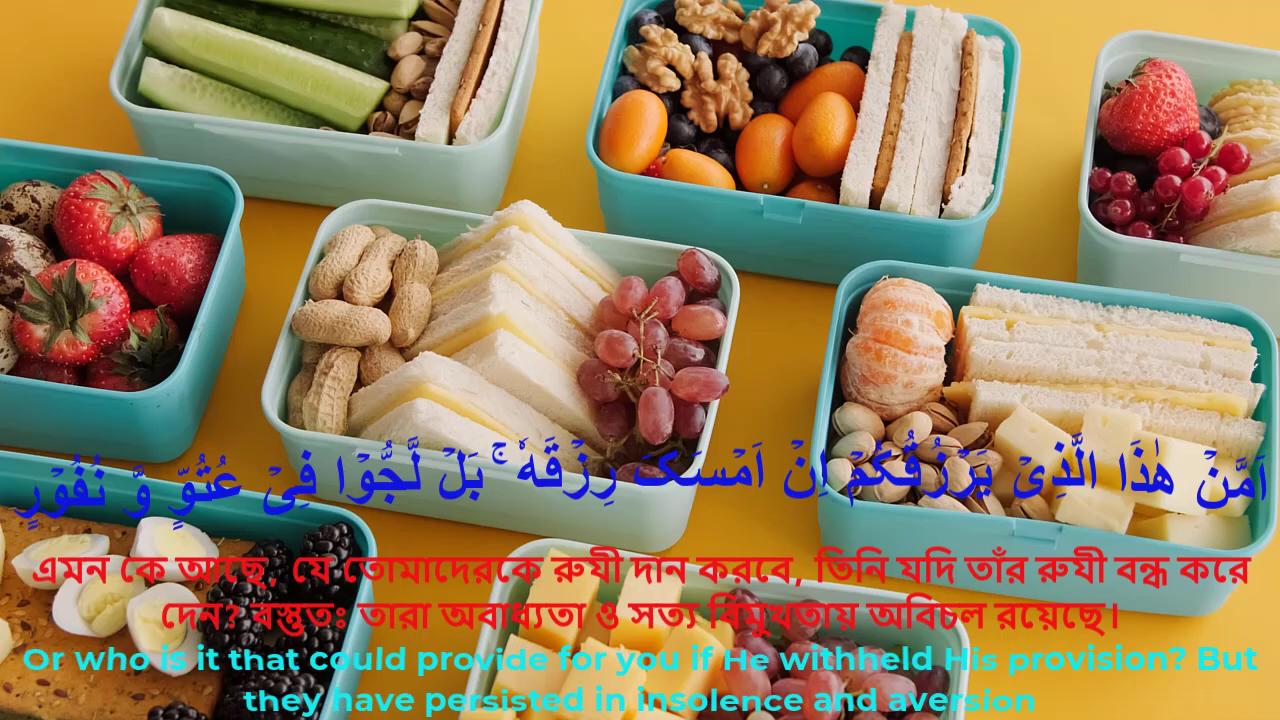 اَمَّنۡ هٰذَا الَّذِىۡ يَرۡزُقُكُمۡ اِنۡ اَمۡسَكَ رِزۡقَهٗ‌ ۚ بَلۡ لَّجُّوۡا فِىۡ عُتُوٍّ وَّ نُفُوۡرٍ
এমন কে আছে, যে তোমাদেরকে রুযী দান করবে, তিনি যদি তাঁর রুযী বন্ধ করে
দেন? বস্তুতঃ তারা অবাধ্যতা ও সত্য বিমুখতায় অবিচল রয়েছে।
Or who is it that could provide for you if He withheld His provision? But
they have persisted in insolence and aversion